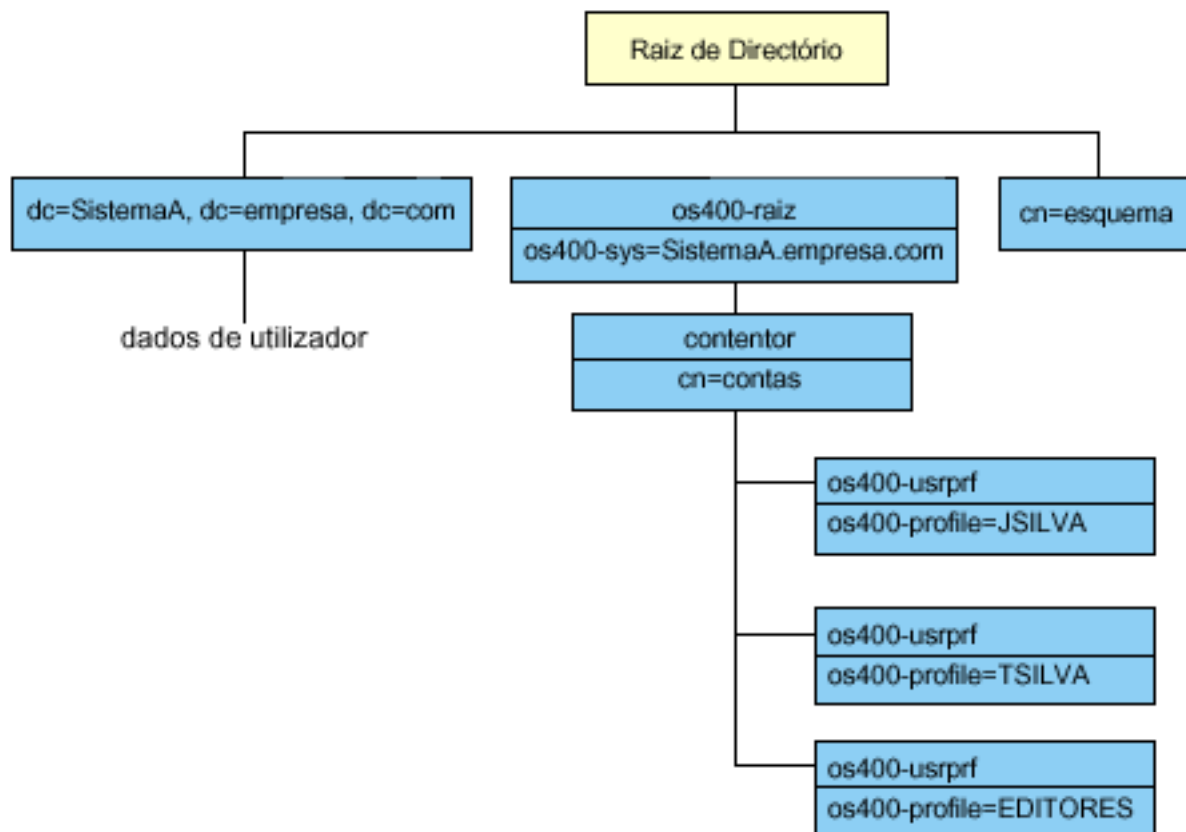 Raiz de Directório
dc=SistemaA, dc=empresa, dc=com
os400-raiz
os400-sys=SistemaA.empresa.com
cn=esquema
dados de utilizador
contentor
cn=contas
os400-usrprf
os400-profile=JSILVA
os400-usrprf
os400-profile=TSILVA
os400-usrprf
os400-profile=EDITORES